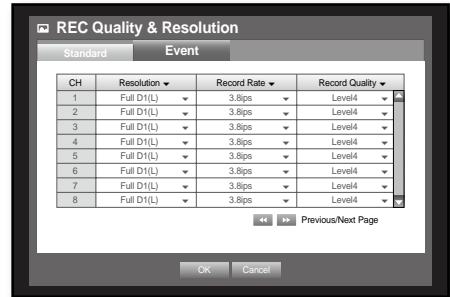 REC Quality & Resolution
Standard Event
CH Resolution Record Rate Record Quality
1 Full D1(L) 3.8ips Level4
2 Full D1(L) 3.8ips Level4
3 Full D1(L) 3.8ips Level4
4 Full D1(L) 3.8ips Level4
5 Full D1(L) 3.8ips Level4
6 Full D1(L) 3.8ips Level4
7 Full D1(L) 3.8ips Level4
8 Full D1(L) 3.8ips Level4
Previous/Next Page
OK Cancel